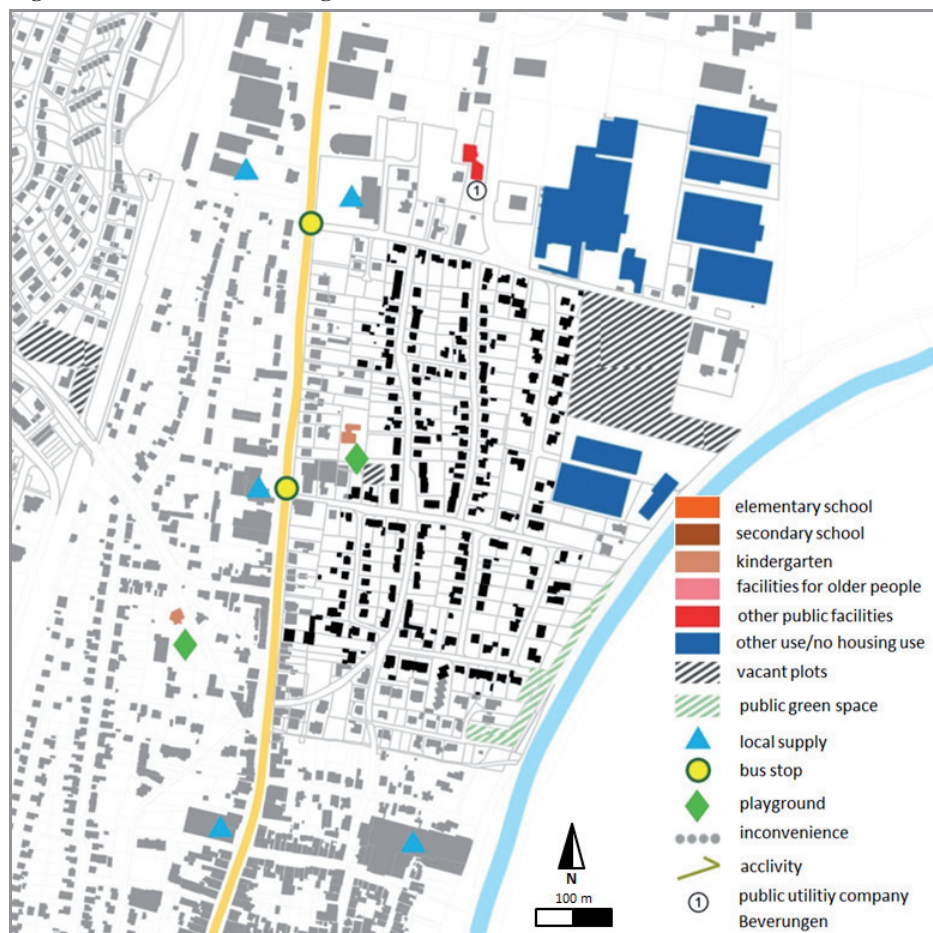 1
elementary school
secondary school
kindergarten
facilities for older people
other public facilities
other use/no housing use
vacant plots
public green space
local supply
bus stop
playground
inconvenience
acclivity
1 public utilitiy company
Beverungen
N
100 m